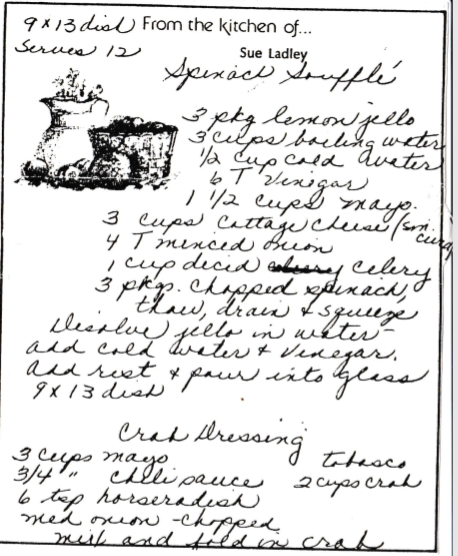 9 x 13 dish From the kitchen of...
Serves 12
Sue Ladley
Spinach Soufflé
3 pkg lemon jello
3 cups boiling water
1/2 cup cold water
6 T Vinegar
1 1/2 cups mayo.
3 cups cottage cheese (sm. curd
4 T minced onion
1 cup diced celery
3 pkgs. chopped spinach,
thaw, drain & squeeze
Disolve jello in water -
add cold water & vinegar.
Add rest & pour into glass
9 x 13 dish
Crab Dressing
3 cups mayo tobasco
3/4 " chili sauce 2 cups crab
6 tsp horseradish
med onion - chopped
mix and fold in crab